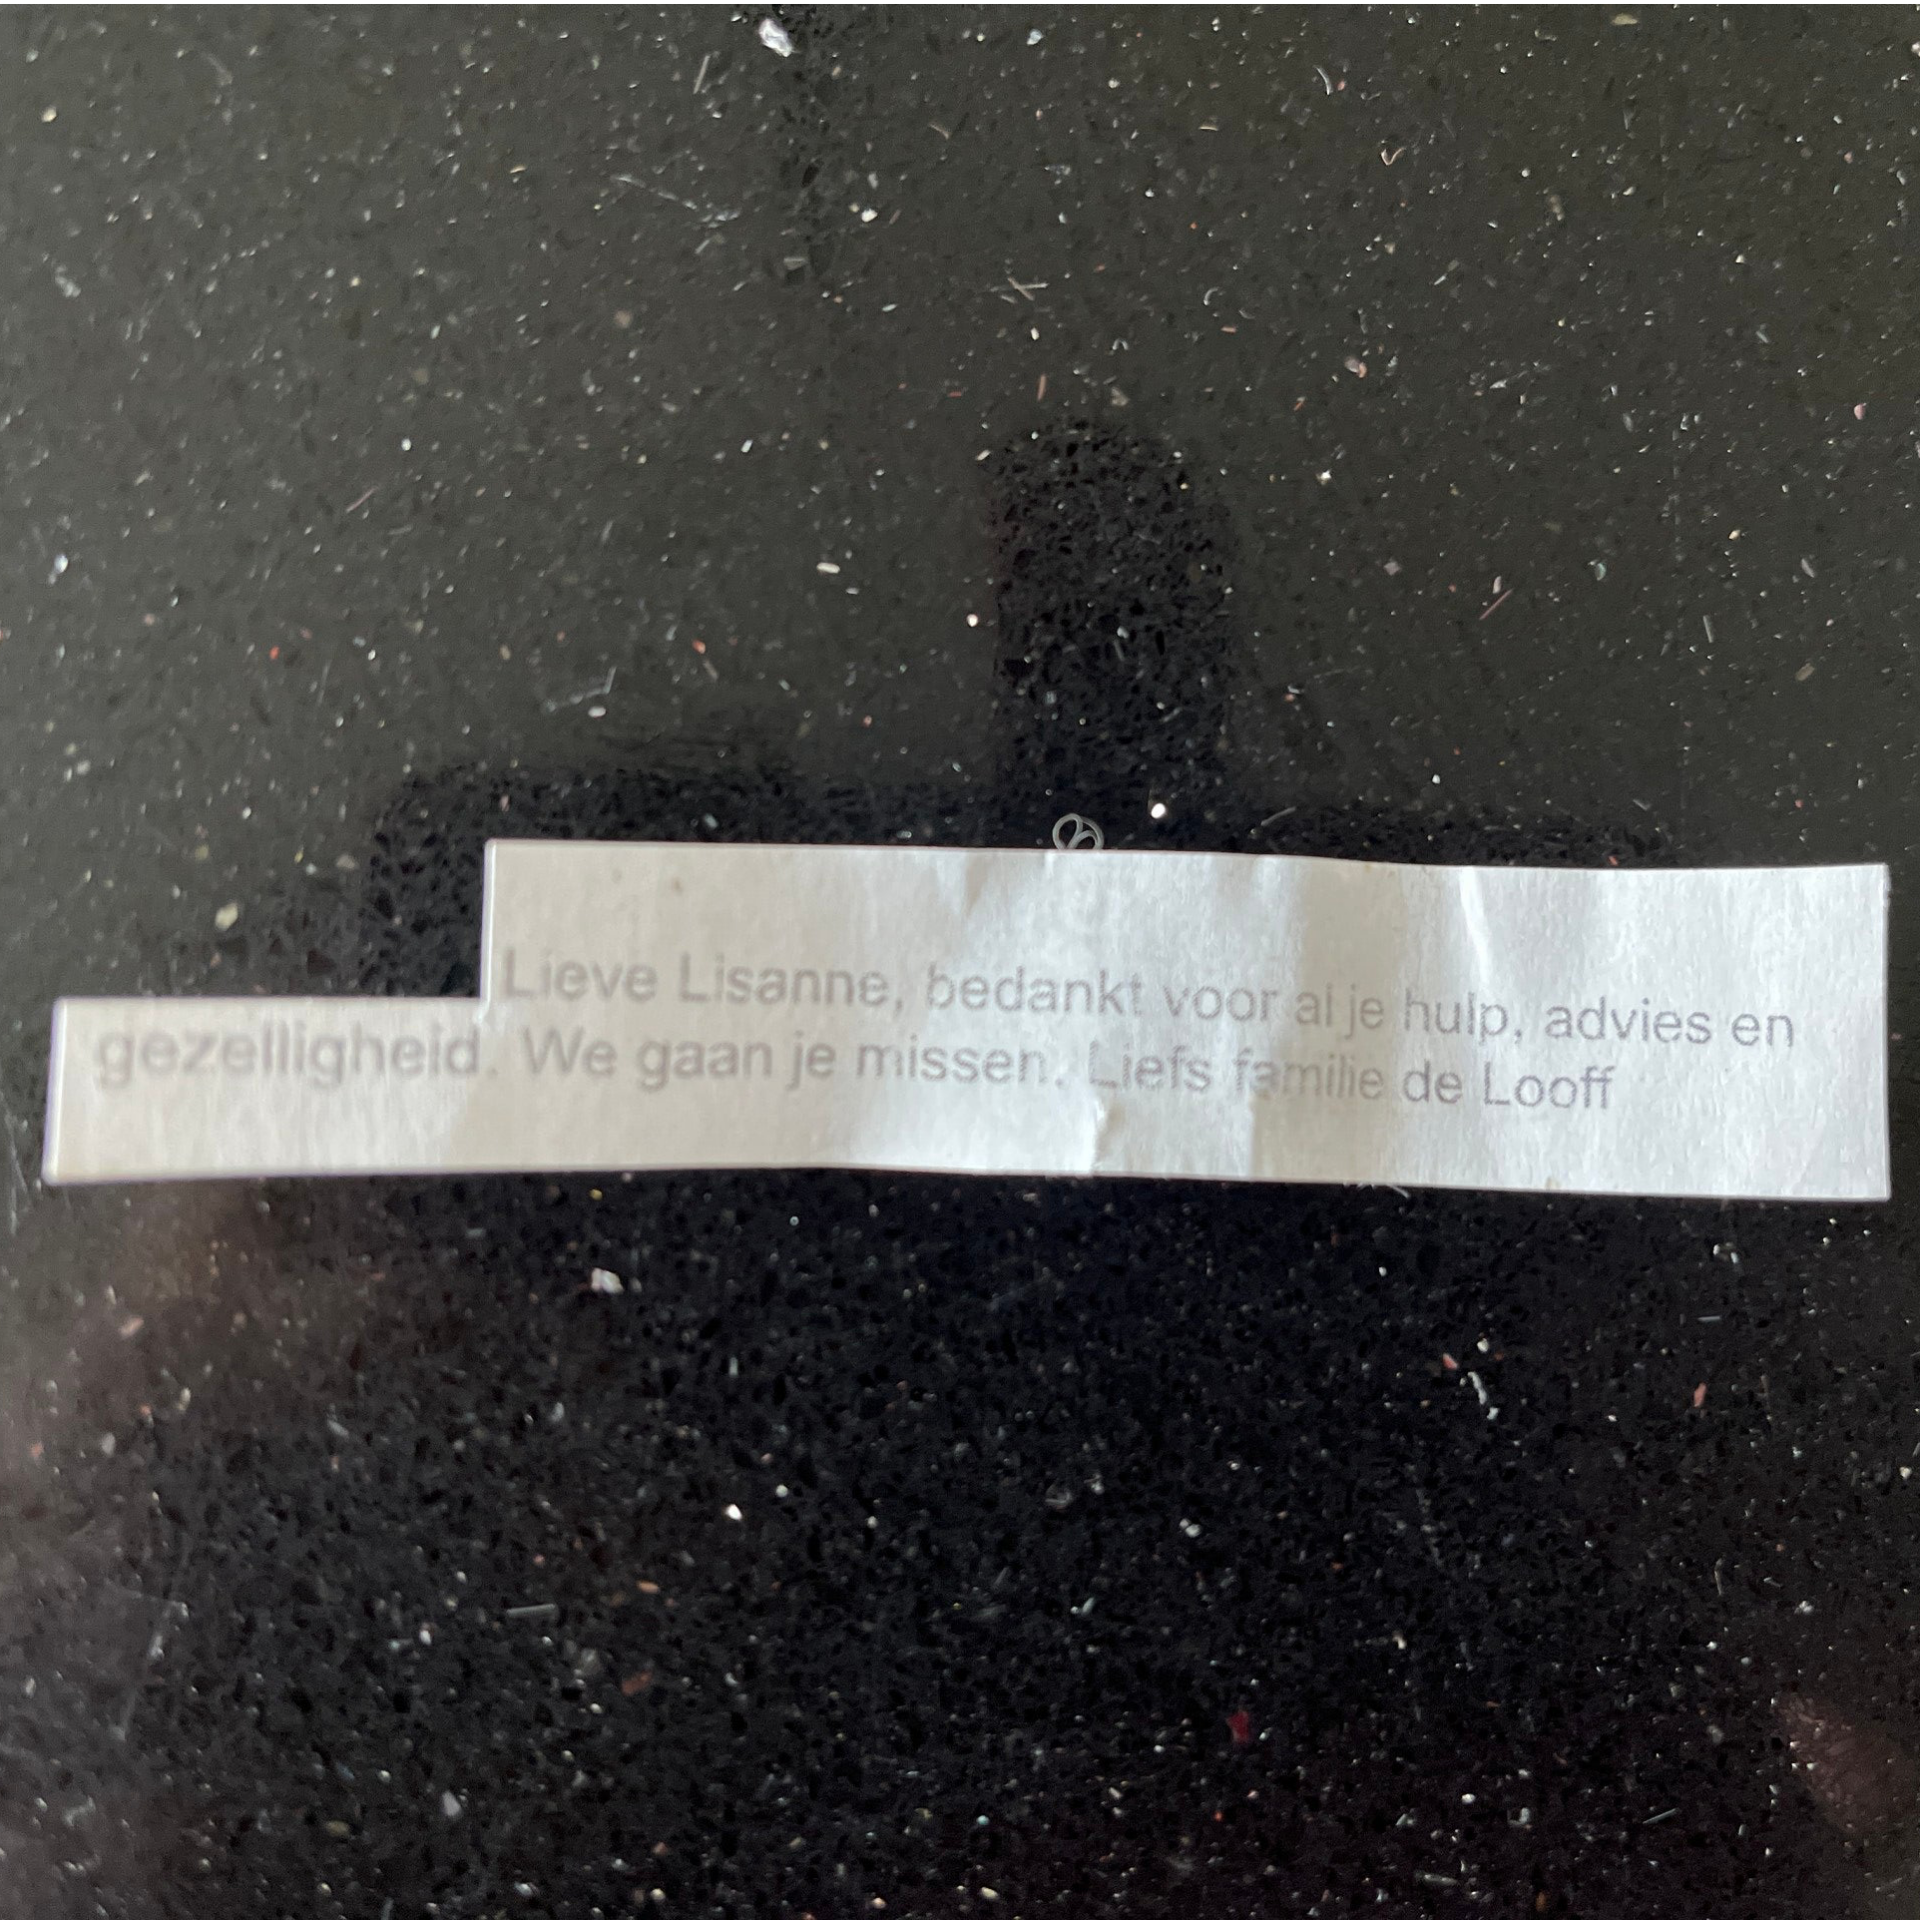 Lieve Lisanne, bedankt voor al je hulp, advies en
gezelligheid. We gaan je missen. Liefs familie de Looff